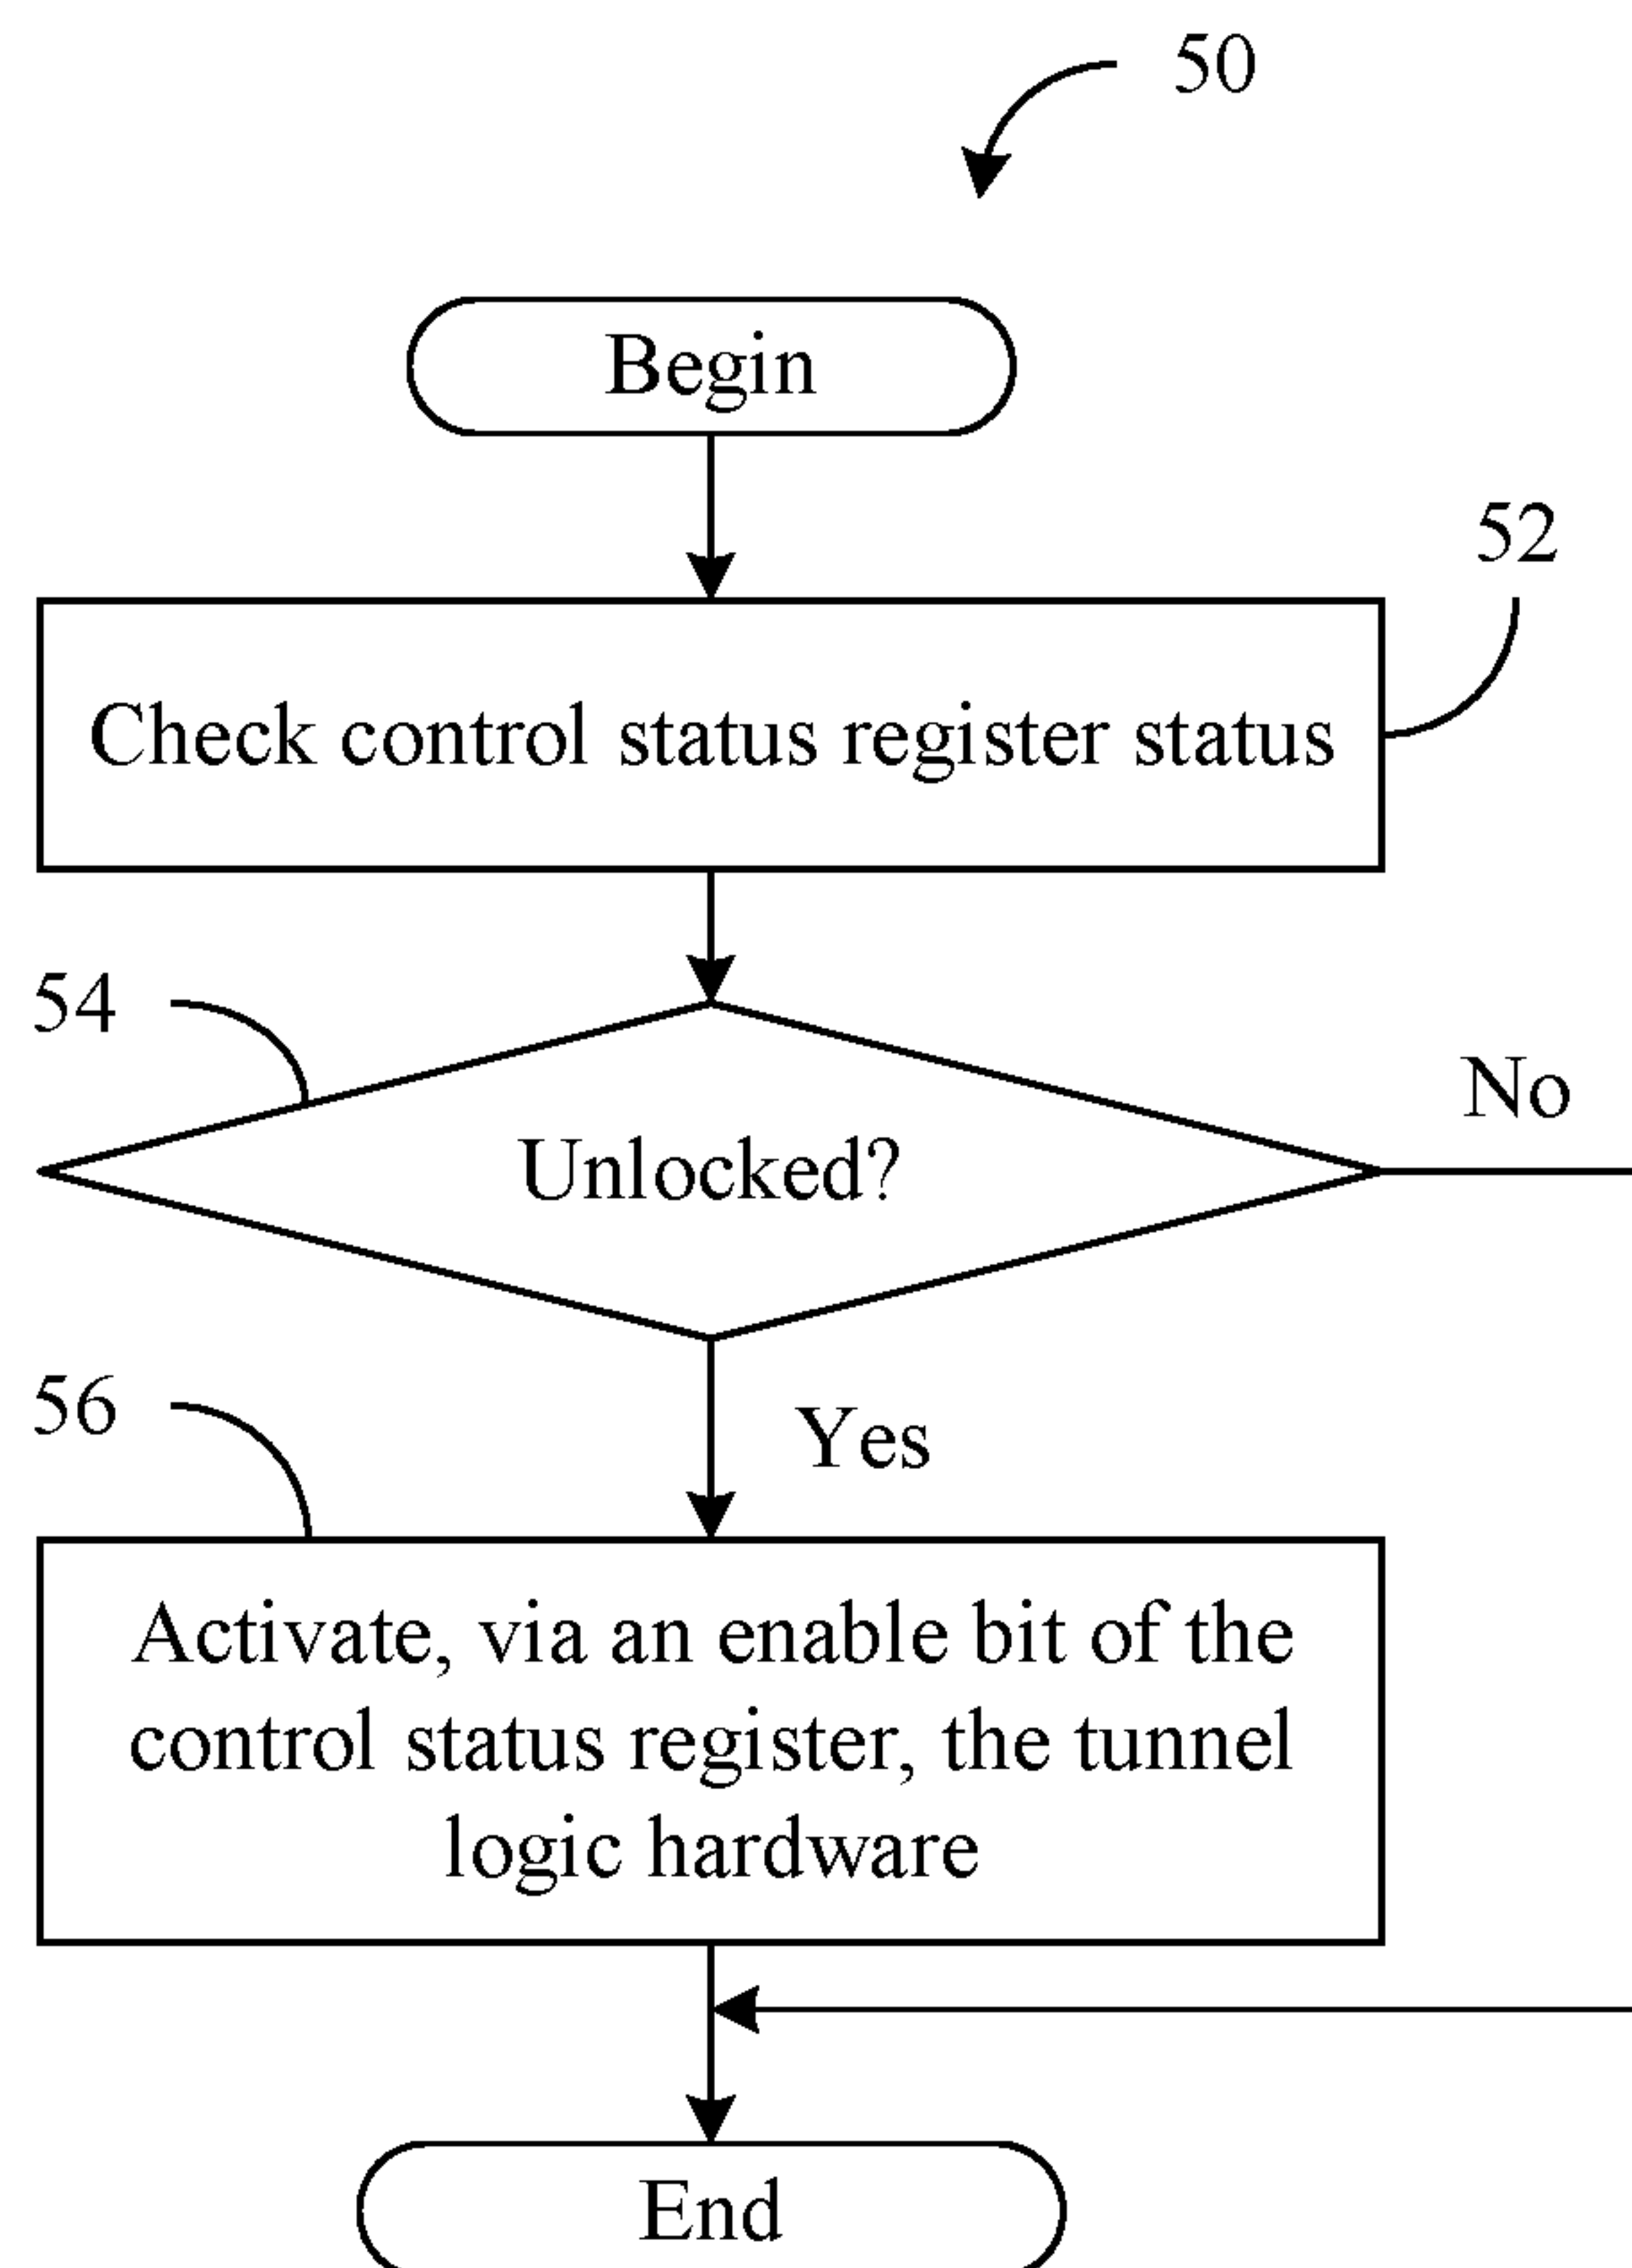 50
Begin
52
Check control status register status
54
Unlocked?
No
Yes
56
Activate, via an enable bit of the
control status register, the tunnel
logic hardware
End